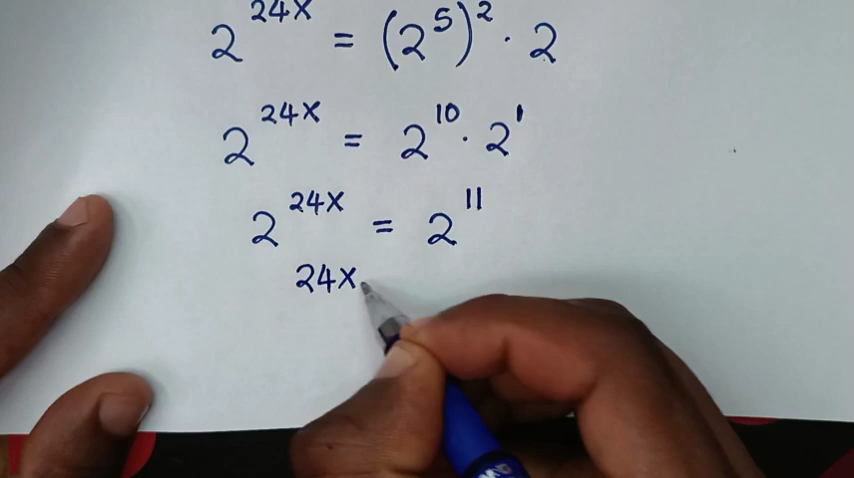 2^{24x} = (2^5)^2 · 2
2^{24x} = 2^{10} · 2^1
2^{24x} = 2^{11}
24x